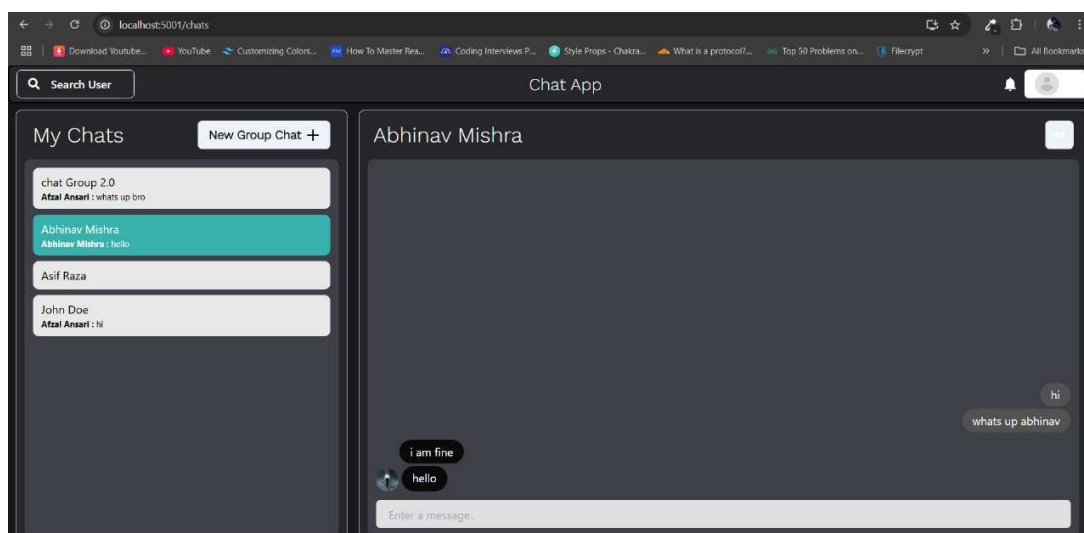 localhost:5001/chats
Download Youtube... YouTube Customizing Colors... How To Master Rea... Coding Interviews P... Style Props - Chakra... What is a protocol?... Top 50 Problems on... Filecrypt » All Bookmarks
Search User
Chat App
My Chats
New Group Chat +
chat Group 2.0
Afzal Ansari : whats up bro
Abhinav Mishra
Abhinav Mishra : hello
Asif Raza
John Doe
Afzal Ansari : hi
Abhinav Mishra
hi
whats up abhinav
i am fine
hello
Enter a message..